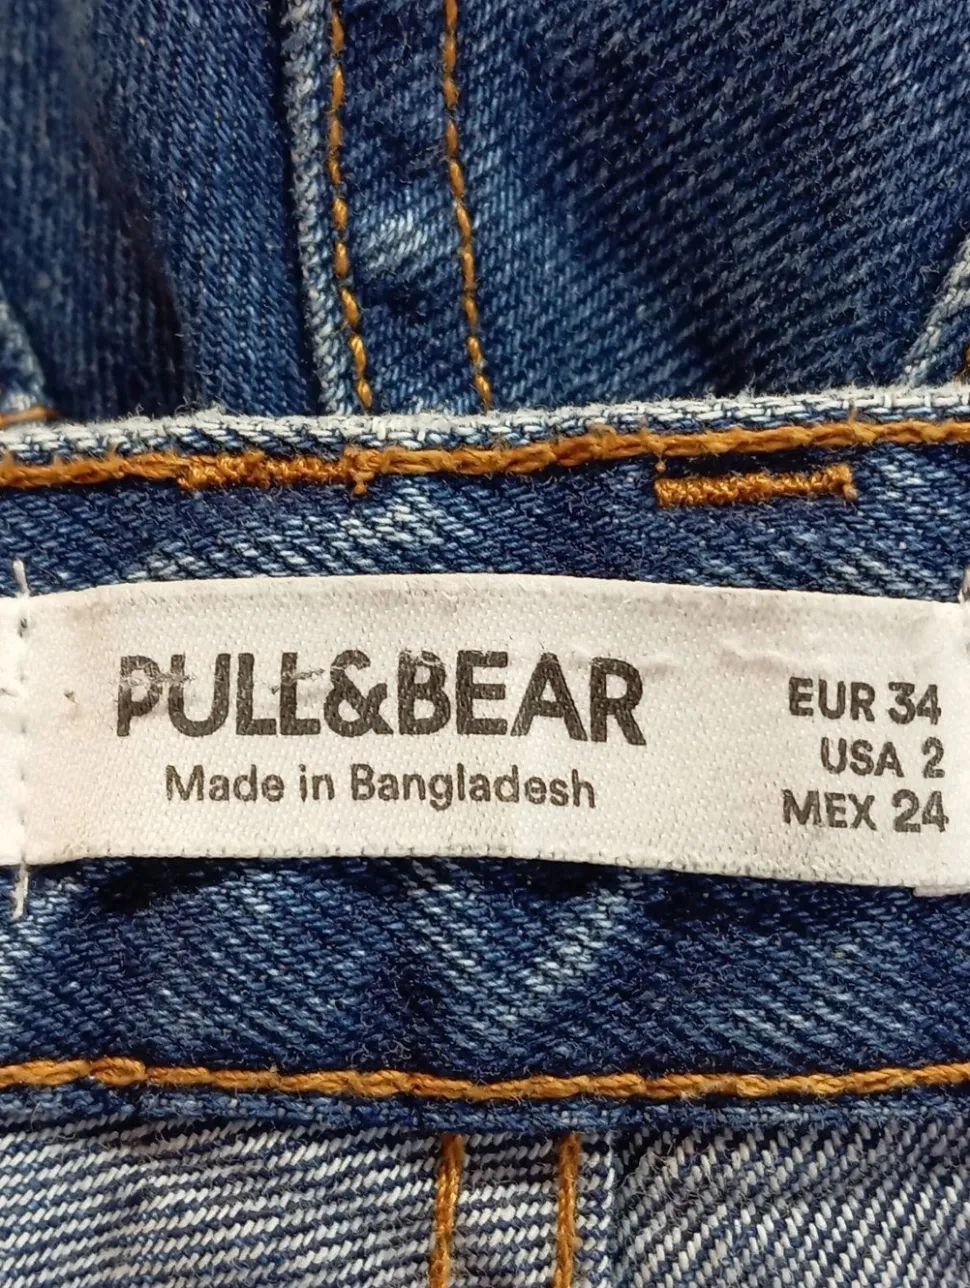 PULL&BEAR
Made in Bangladesh
EUR 34
USA 2
MEX 24